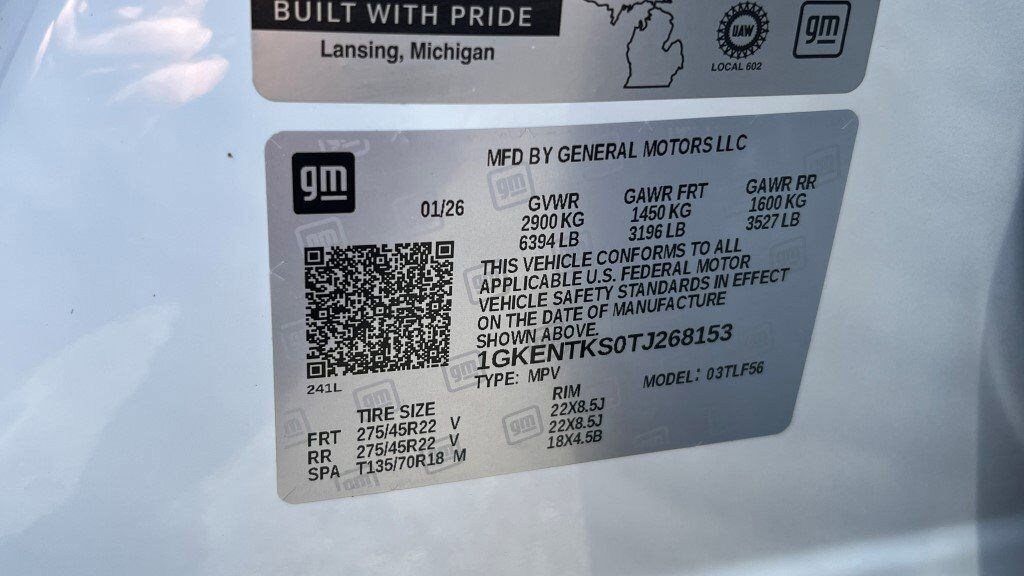 BUILT WITH PRIDE
Lansing, Michigan
UAW
LOCAL 602
gm
gm
MFD BY GENERAL MOTORS LLC
01/26
GVWR
2900 KG
6394 LB
GAWR FRT
1450 KG
3196 LB
GAWR RR
1600 KG
3527 LB
THIS VEHICLE CONFORMS TO ALL
APPLICABLE U.S. FEDERAL MOTOR
VEHICLE SAFETY STANDARDS IN EFFECT
ON THE DATE OF MANUFACTURE
SHOWN ABOVE.
1GKENTKS0TJ268153
TYPE: MPV MODEL: 03TLF56
241L
TIRE SIZE RIM
FRT 275/45R22 V 22X8.5J
RR 275/45R22 V 22X8.5J
SPA T135/70R18 M 18X4.5B